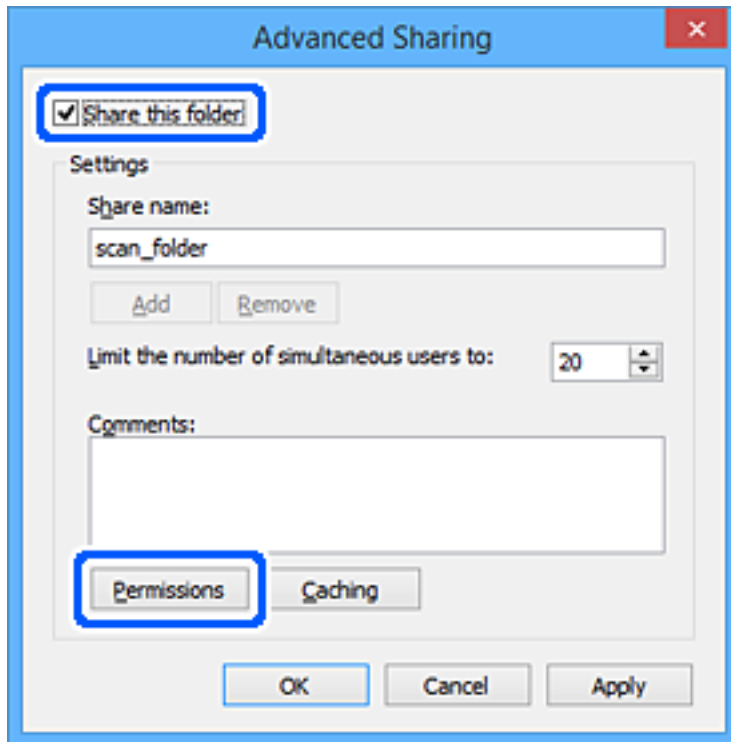 Advanced Sharing
Share this folder
Settings
Share name:
scan_folder
Add Remove
Limit the number of simultaneous users to: 20
Comments:
Permissions Caching
OK Cancel Apply